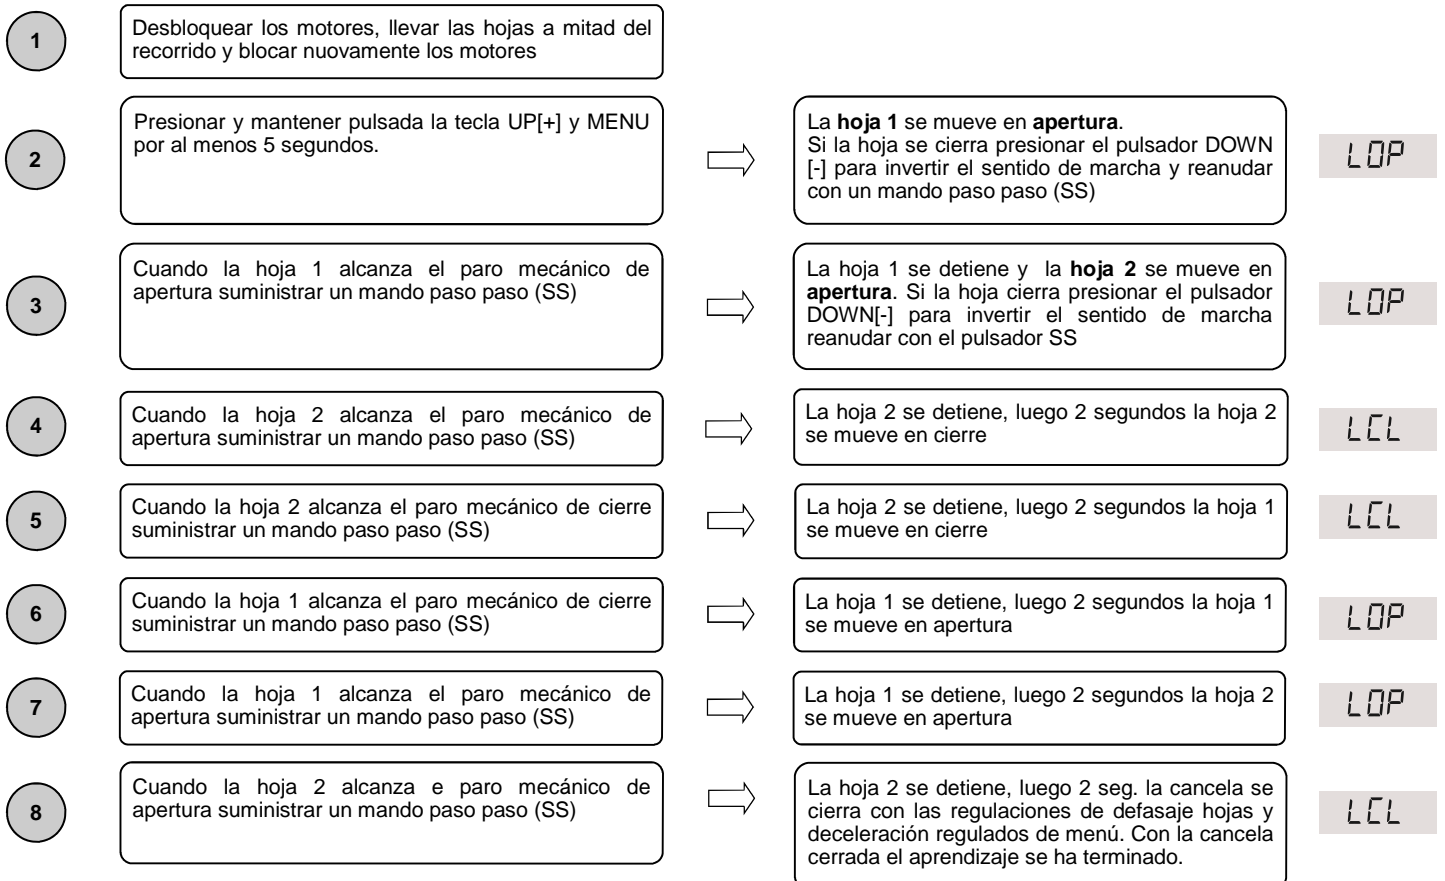 1
Desbloquear los motores, llevar las hojas a mitad del
recorrido y blocar nuovamente los motores
2
Presionar y mantener pulsada la tecla UP[+] y MENU
por al menos 5 segundos.
La hoja 1 se mueve en apertura.
Si la hoja se cierra presionar el pulsador DOWN
[-] para invertir el sentido de marcha y reanudar
con un mando paso paso (SS)
LOP
3
Cuando la hoja 1 alcanza el paro mecánico de
apertura suministrar un mando paso paso (SS)
La hoja 1 se detiene y la hoja 2 se mueve en
apertura. Si la hoja cierra presionar el pulsador
DOWN[-] para invertir el sentido de marcha
reanudar con el pulsador SS
LOP
4
Cuando la hoja 2 alcanza el paro mecánico de
apertura suministrar un mando paso paso (SS)
La hoja 2 se detiene, luego 2 segundos la hoja 2
se mueve en cierre
LCL
5
Cuando la hoja 2 alcanza el paro mecánico de cierre
suministrar un mando paso paso (SS)
La hoja 2 se detiene, luego 2 segundos la hoja 1
se mueve en cierre
LCL
6
Cuando la hoja 1 alcanza el paro mecánico de cierre
suministrar un mando paso paso (SS)
La hoja 1 se detiene, luego 2 segundos la hoja 1
se mueve en apertura
LOP
7
Cuando la hoja 1 alcanza el paro mecánico de
apertura suministrar un mando paso paso (SS)
La hoja 1 se detiene, luego 2 segundos la hoja 2
se mueve en apertura
LOP
8
Cuando la hoja 2 alcanza e paro mecánico de
apertura suministrar un mando paso paso (SS)
La hoja 2 se detiene, luego 2 seg. la cancela se
cierra con las regulaciones de defasaje hojas y
deceleración regulados de menú. Con la cancela
cerrada el aprendizaje se ha terminado.
LCL